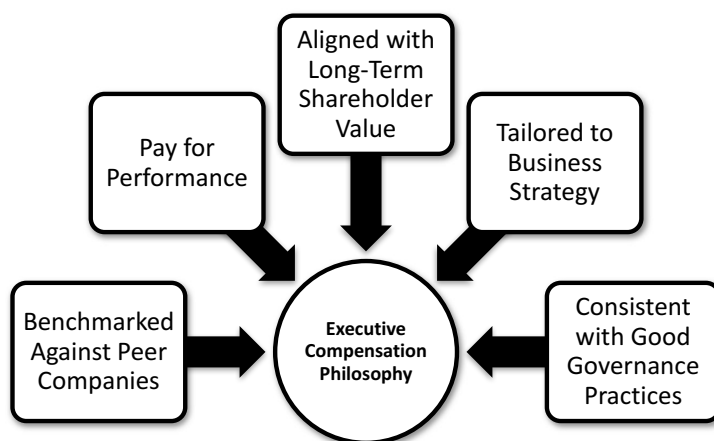 Aligned with
Long-Term
Shareholder
Value
Pay for
Performance
Tailored to
Business
Strategy
Benchmarked
Against Peer
Companies
Executive
Compensation
Philosophy
Consistent
with Good
Governance
Practices